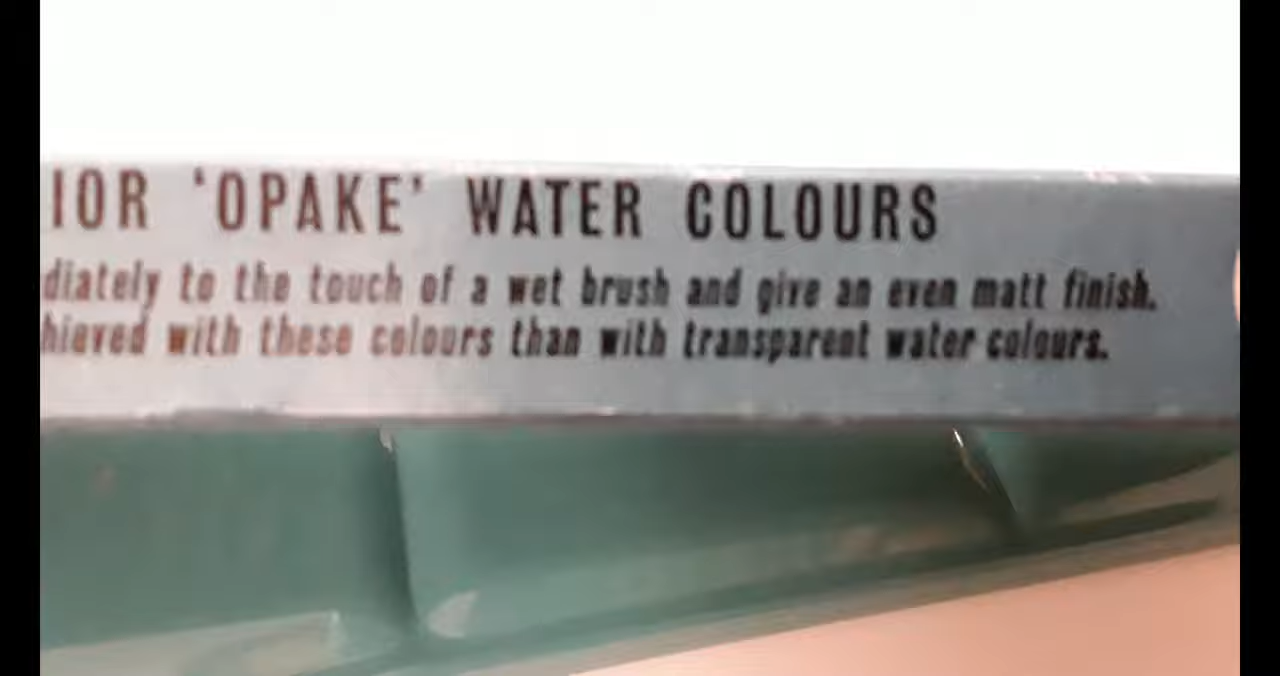 IOR 'OPAKE' WATER COLOURS
diately to the touch of a wet brush and give an even matt finish.
hieved with these colours than with transparent water colours.